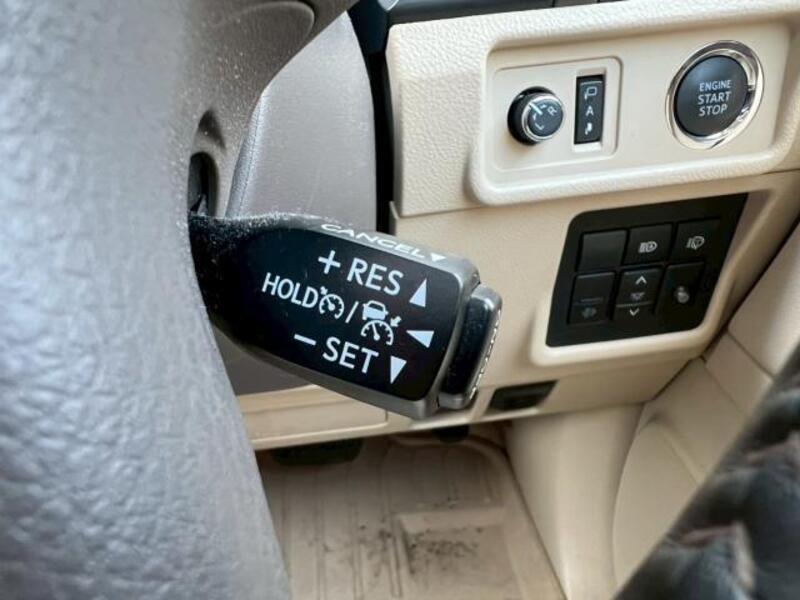 ENGINE
START
STOP
L R
A
CANCEL
+ RES
HOLD /
- SET